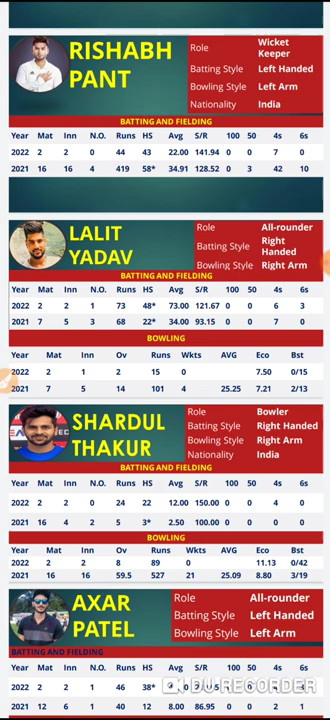 RISHABH
PANT
Role Wicket Keeper
Batting Style Left Handed
Bowling Style Left Arm
Nationality India
BATTING AND FIELDING
Year Mat Inn N.O. Runs HS Avg S/R 100 50 4s 6s
2022 2 2 0 44 43 22.00 141.94 0 0 7 0
2021 16 16 4 419 58* 34.91 128.52 0 3 42 10
LALIT
YADAV
Role All-rounder
Batting Style Right Handed
Bowling Style Right Arm
BATTING AND FIELDING
Year Mat Inn N.O. Runs HS Avg S/R 100 50 4s 6s
2022 2 2 1 73 48* 73.00 121.67 0 0 6 3
2021 7 5 3 68 22* 34.00 93.15 0 0 7 0
BOWLING
Year Mat Inn Ov Runs Wkts AVG Eco Bst
2022 2 1 2 15 0 7.50 0/15
2021 7 5 14 101 4 25.25 7.21 2/13
SHARDUL
THAKUR
Role Bowler
Batting Style Right Handed
Bowling Style Right Arm
Nationality India
BATTING AND FIELDING
Year Mat Inn N.O. Runs HS Avg S/R 100 50 4s 6s
2022 2 2 0 24 22 12.00 150.00 0 0 4 0
2021 16 4 2 5 3* 2.50 100.00 0 0 0 0
BOWLING
Year Mat Inn Ov Runs Wkts AVG Eco Bst
2022 2 2 8 89 0 11.13 0/42
2021 16 16 59.5 527 21 25.09 8.80 3/19
AXAR
PATEL
Role All-rounder
Batting Style Left Handed
Bowling Style Left Arm
BATTING AND FIELDING
Year Mat Inn N.O. Runs HS Avg S/R 100 50 4s 6s
2022 2 2 1 46 38*
DU RECORDER
2021 12 6 1 40 12 8.00 86.95 0 0 2 1